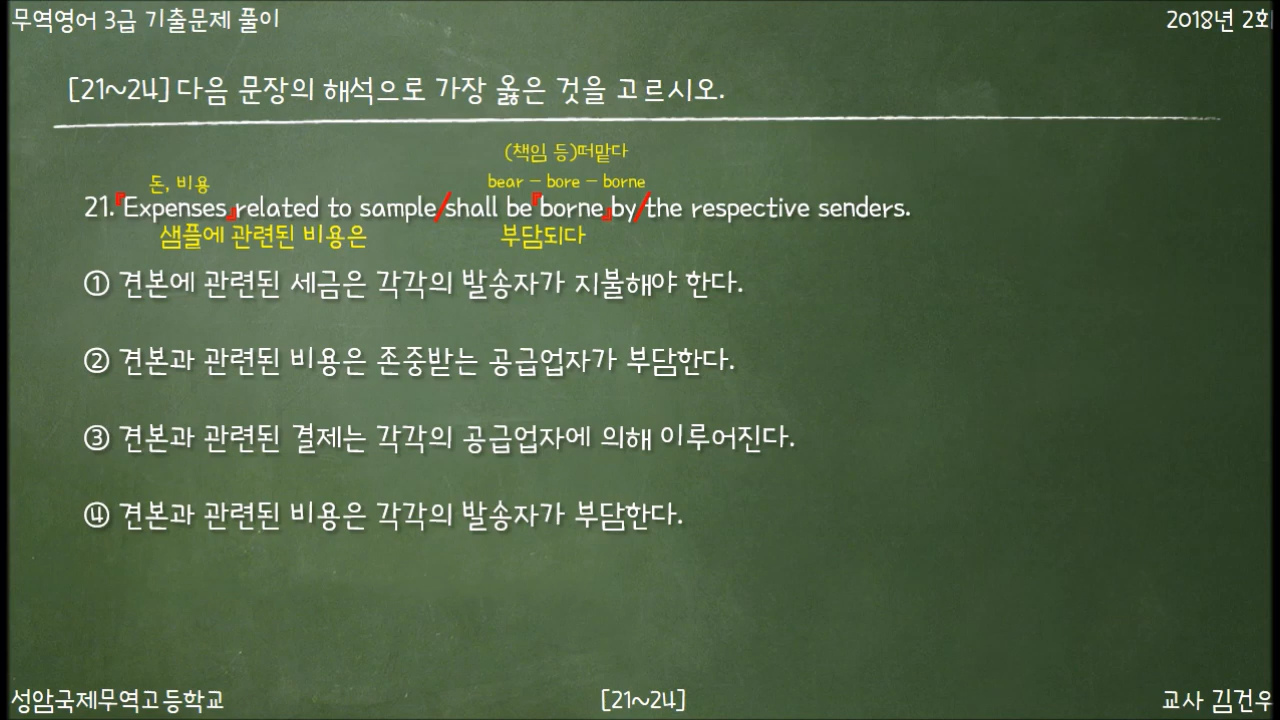 무역영어 3급 기출문제 풀이
2018년 2회
[21~24] 다음 문장의 해석으로 가장 옳은 것을 고르시오.
(책임 등)떠맡다
돈, 비용
bear – bore – borne
21.『Expenses』related to sample/shall be『borne』by/the respective senders.
샘플에 관련된 비용은
부담되다
① 견본에 관련된 세금은 각각의 발송자가 지불해야 한다.
② 견본과 관련된 비용은 존중받는 공급업자가 부담한다.
③ 견본과 관련된 결제는 각각의 공급업자에 의해 이루어진다.
④ 견본과 관련된 비용은 각각의 발송자가 부담한다.
성암국제무역고등학교
[21~24]
교사 김건우